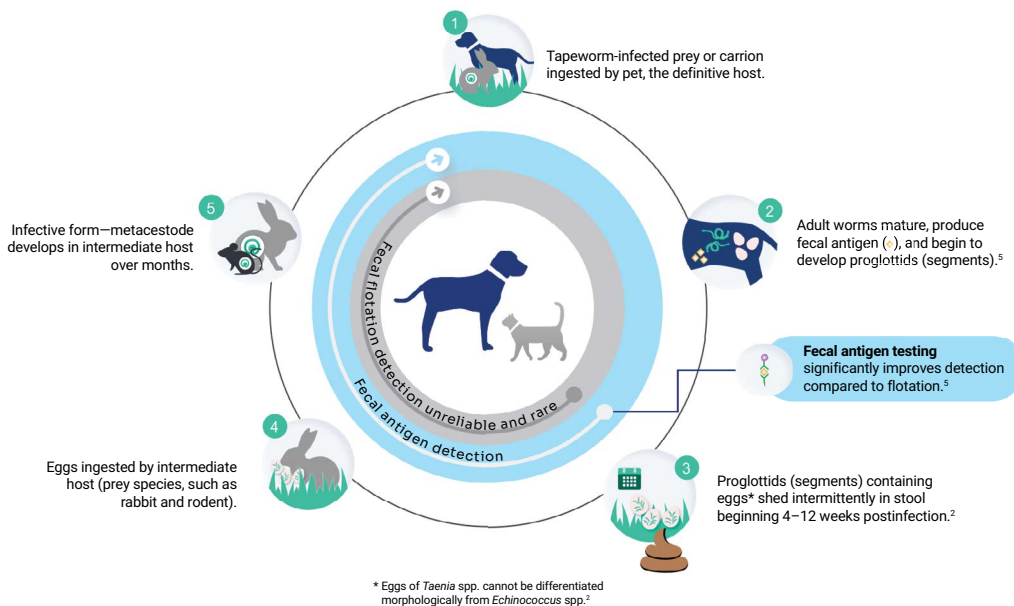 1
Tapeworm-infected prey or carrion
ingested by pet, the definitive host.
2
Adult worms mature, produce
fecal antigen ( ), and begin to
develop proglottids (segments).⁵
Fecal antigen testing
significantly improves detection
compared to flotation.⁵
3
Proglottids (segments) containing
eggs* shed intermittently in stool
beginning 4–12 weeks postinfection.²
4
Eggs ingested by intermediate
host (prey species, such as
rabbit and rodent).
5
Infective form—metacestode
develops in intermediate host
over months.
Fecal flotation detection unreliable and rare
Fecal antigen detection
* Eggs of Taenia spp. cannot be differentiated
morphologically from Echinococcus spp.²